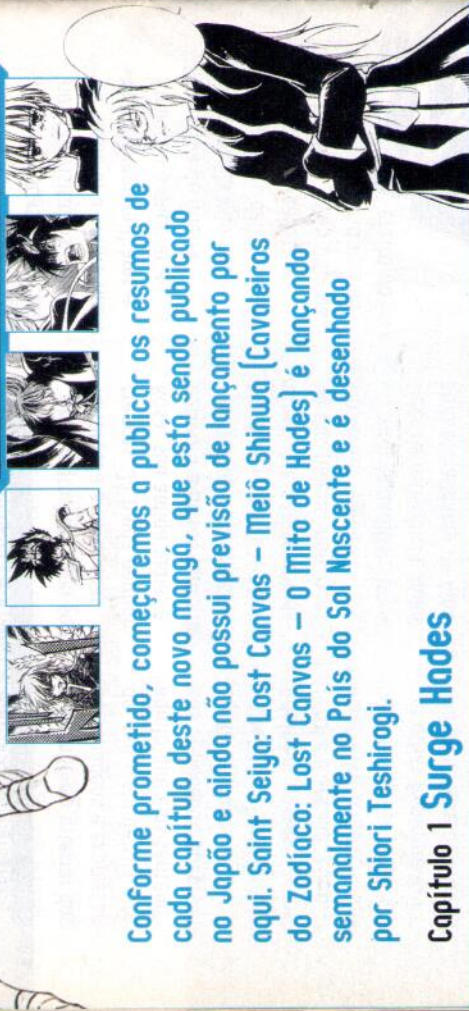 Conforme prometido, começaremos a publicar os resumos de
cada capítulo deste novo mangá, que está sendo publicado
no Japão e ainda não possui previsão de lançamento por
aqui. Saint Seiya: Lost Canvas – Meiô Shinwa (Cavaleiros
do Zodíaco: Lost Canvas – O Mito de Hades) é lançando
semanalmente no País do Sol Nascente e é desenhado
por Shiori Teshirogi.
Capítulo 1 Surge Hades